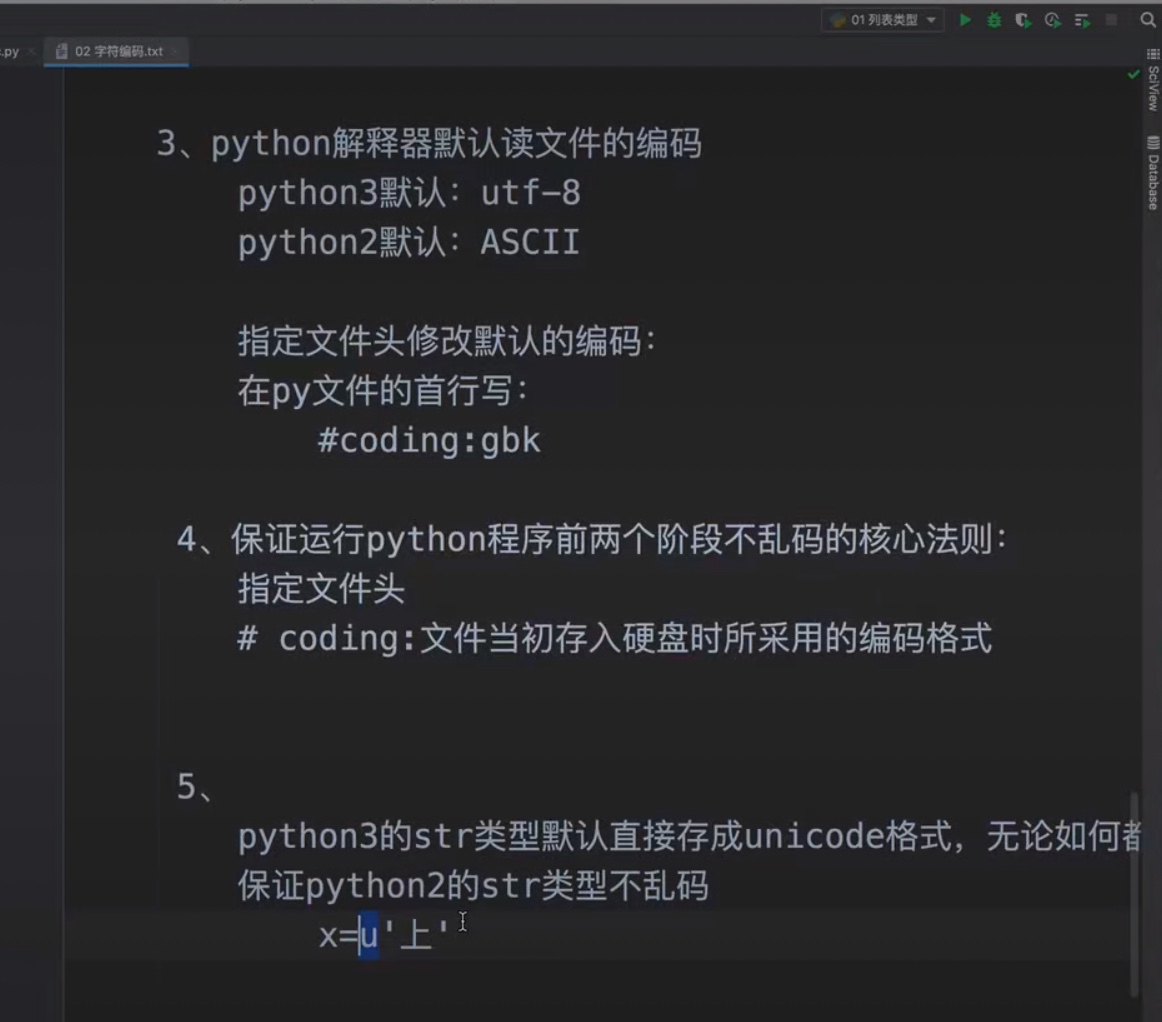 01 列表类型
.py
02 字符编码.txt
SciView
Database
3、python解释器默认读文件的编码
python3默认：utf-8
python2默认：ASCII
指定文件头修改默认的编码：
在py文件的首行写：
#coding:gbk
4、保证运行python程序前两个阶段不乱码的核心法则：
指定文件头
# coding:文件当初存入硬盘时所采用的编码格式
5、
python3的str类型默认直接存成unicode格式，无论如何都
保证python2的str类型不乱码
x=u'上'